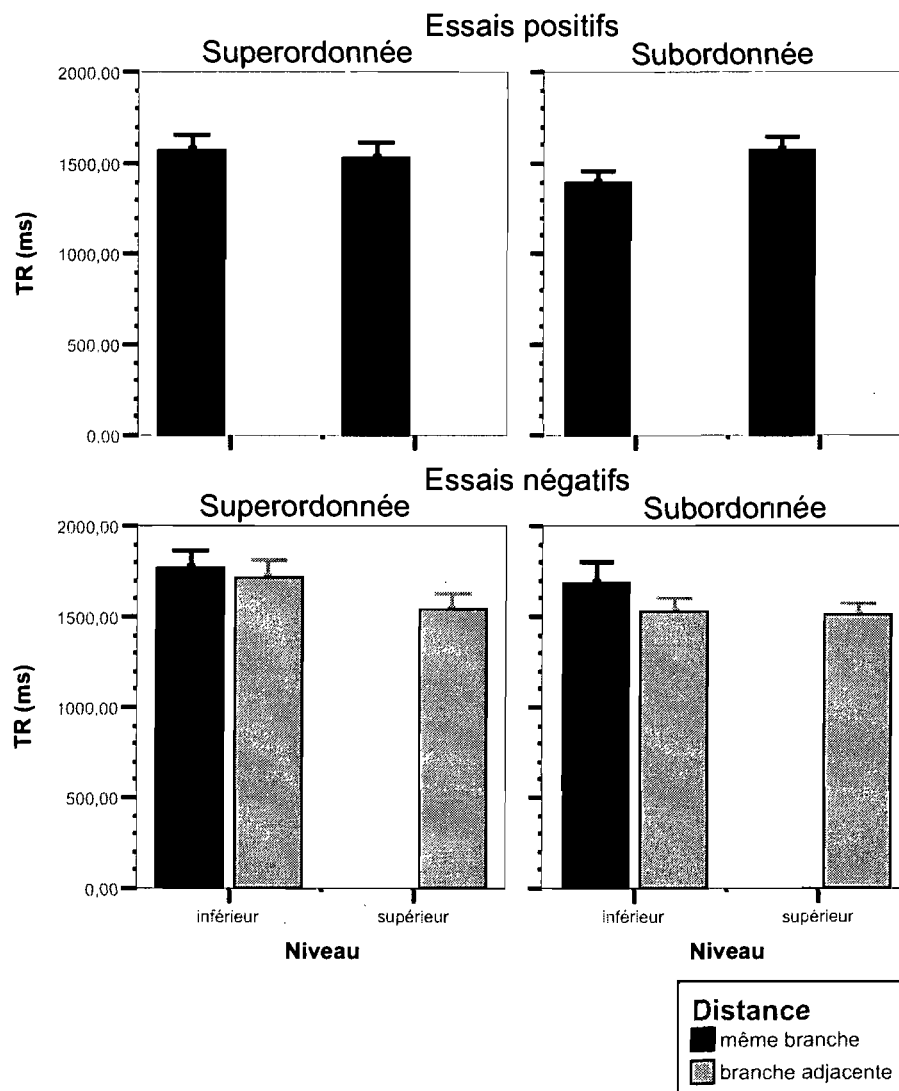 Essais positifs
Superordonnée Subordonnée
2000,00
1500,00
1000,00
500,00
0,00
TR (ms)
Essais négatifs
Superordonnée Subordonnée
2000,00
1500,00
1000,00
500,00
0,00
TR (ms)
inférieur supérieur inférieur supérieur
Niveau Niveau
Distance
même branche
branche adjacente